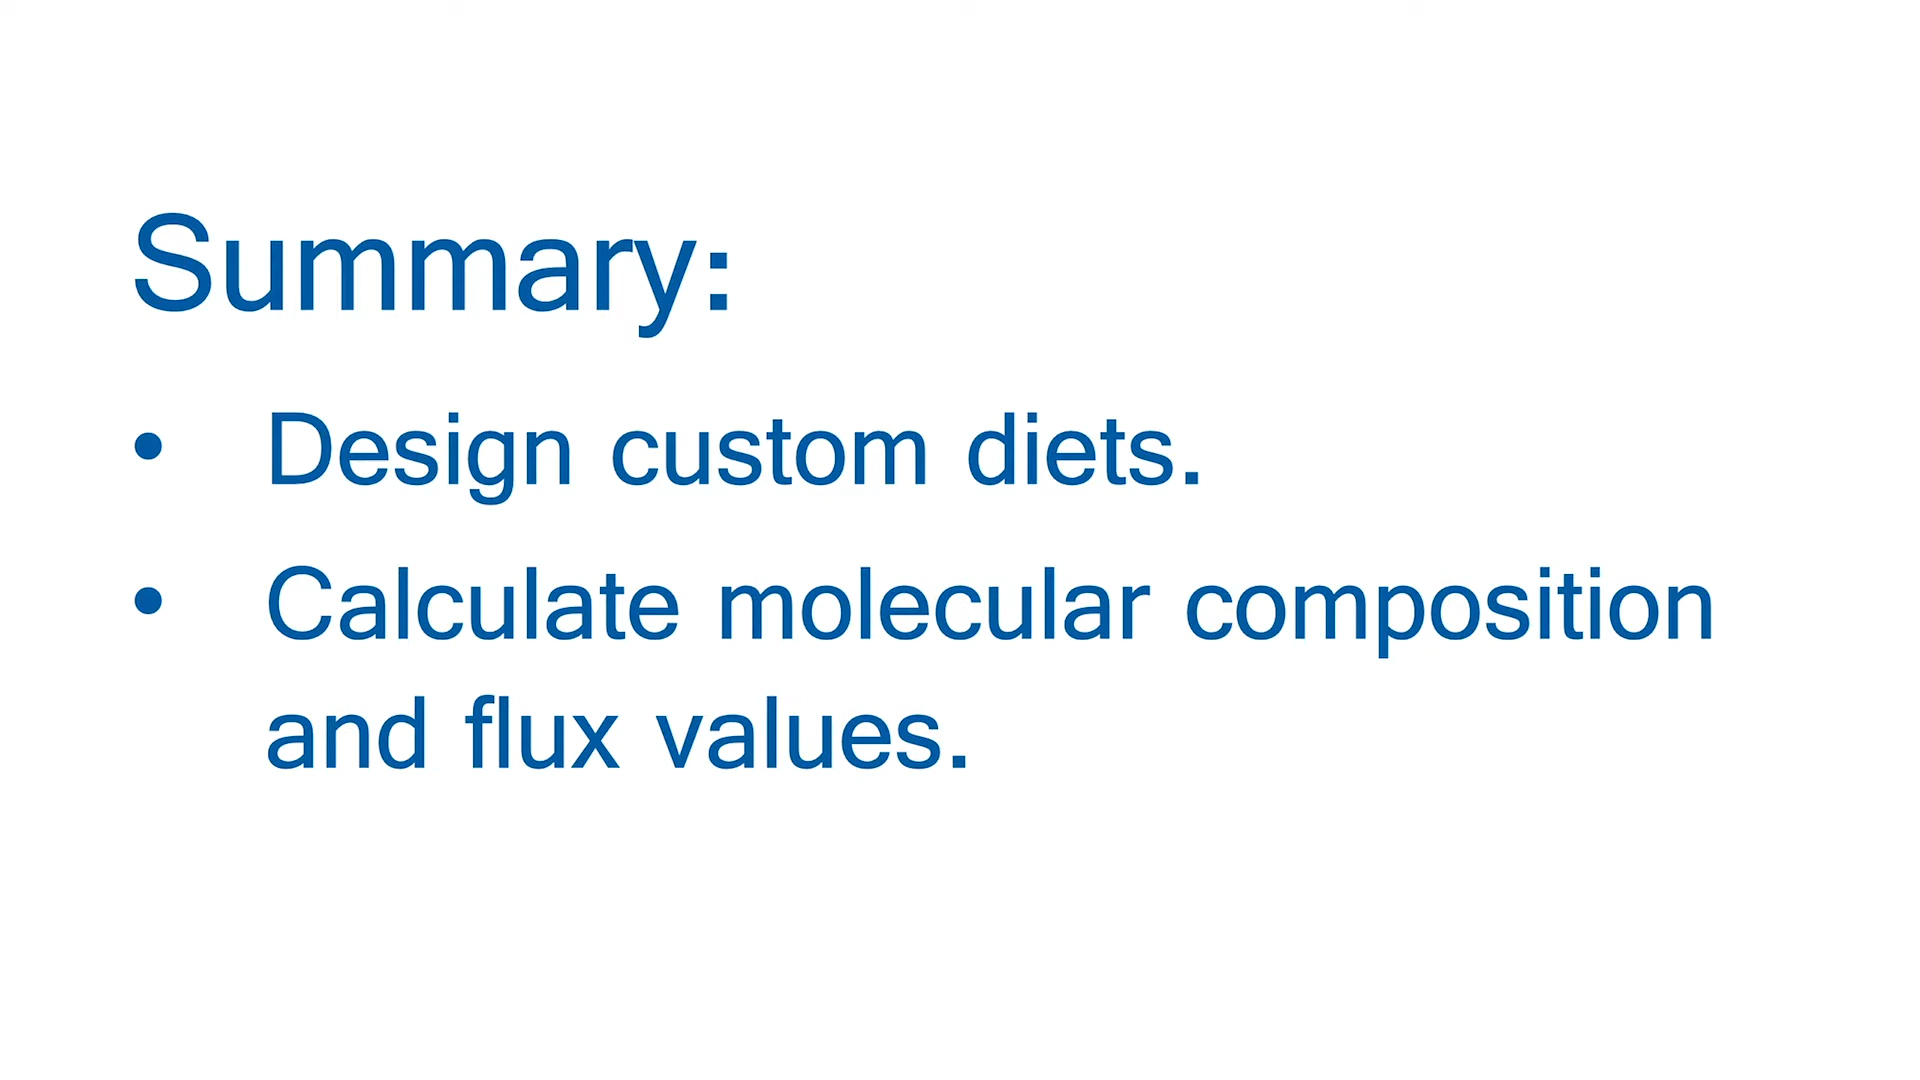 Summary:
• Design custom diets.
• Calculate molecular composition
and flux values.